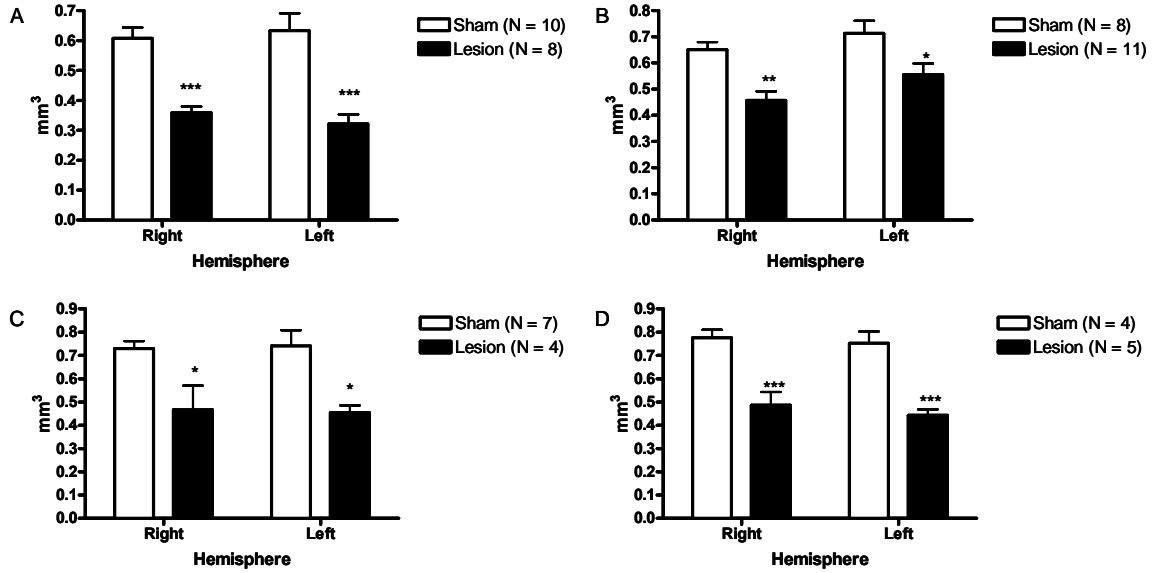 A
0.7
0.6
0.5
0.4
0.3
0.2
0.1
0.0
mm3
***
***
Right
Left
Hemisphere
Sham (N = 10)
Lesion (N = 8)
B
0.8
0.7
0.6
0.5
0.4
0.3
0.2
0.1
0.0
mm3
**
*
Right
Left
Hemisphere
Sham (N = 8)
Lesion (N = 11)
C
0.9
0.8
0.7
0.6
0.5
0.4
0.3
0.2
0.1
0.0
mm3
*
*
Right
Left
Hemisphere
Sham (N = 7)
Lesion (N = 4)
D
0.9
0.8
0.7
0.6
0.5
0.4
0.3
0.2
0.1
0.0
mm3
***
***
Right
Left
Hemisphere
Sham (N = 4)
Lesion (N = 5)